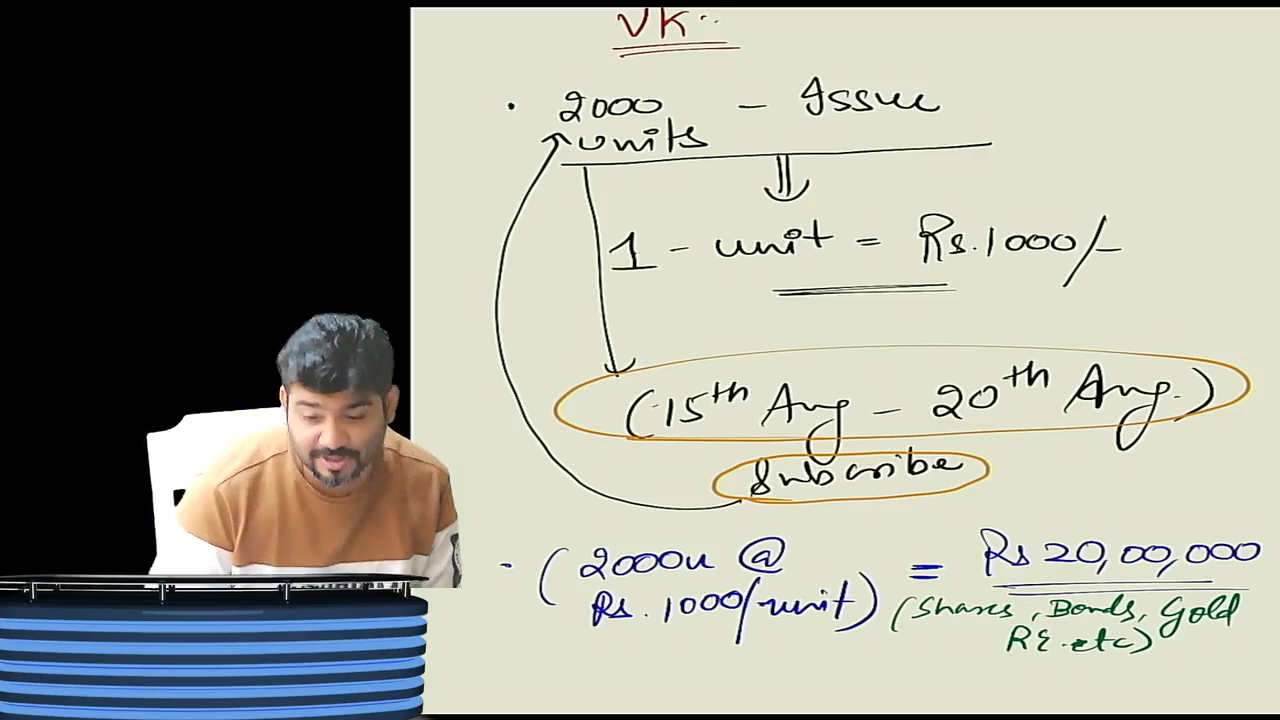 VK..
• 2000 - Issue
units
1 - unit = Rs.1000/-
(15th Aug - 20th Aug.)
Subscribe
• (2000u @ Rs.1000/unit) = Rs 20,00,000
(Shares, Bonds, Gold
RE. etc)